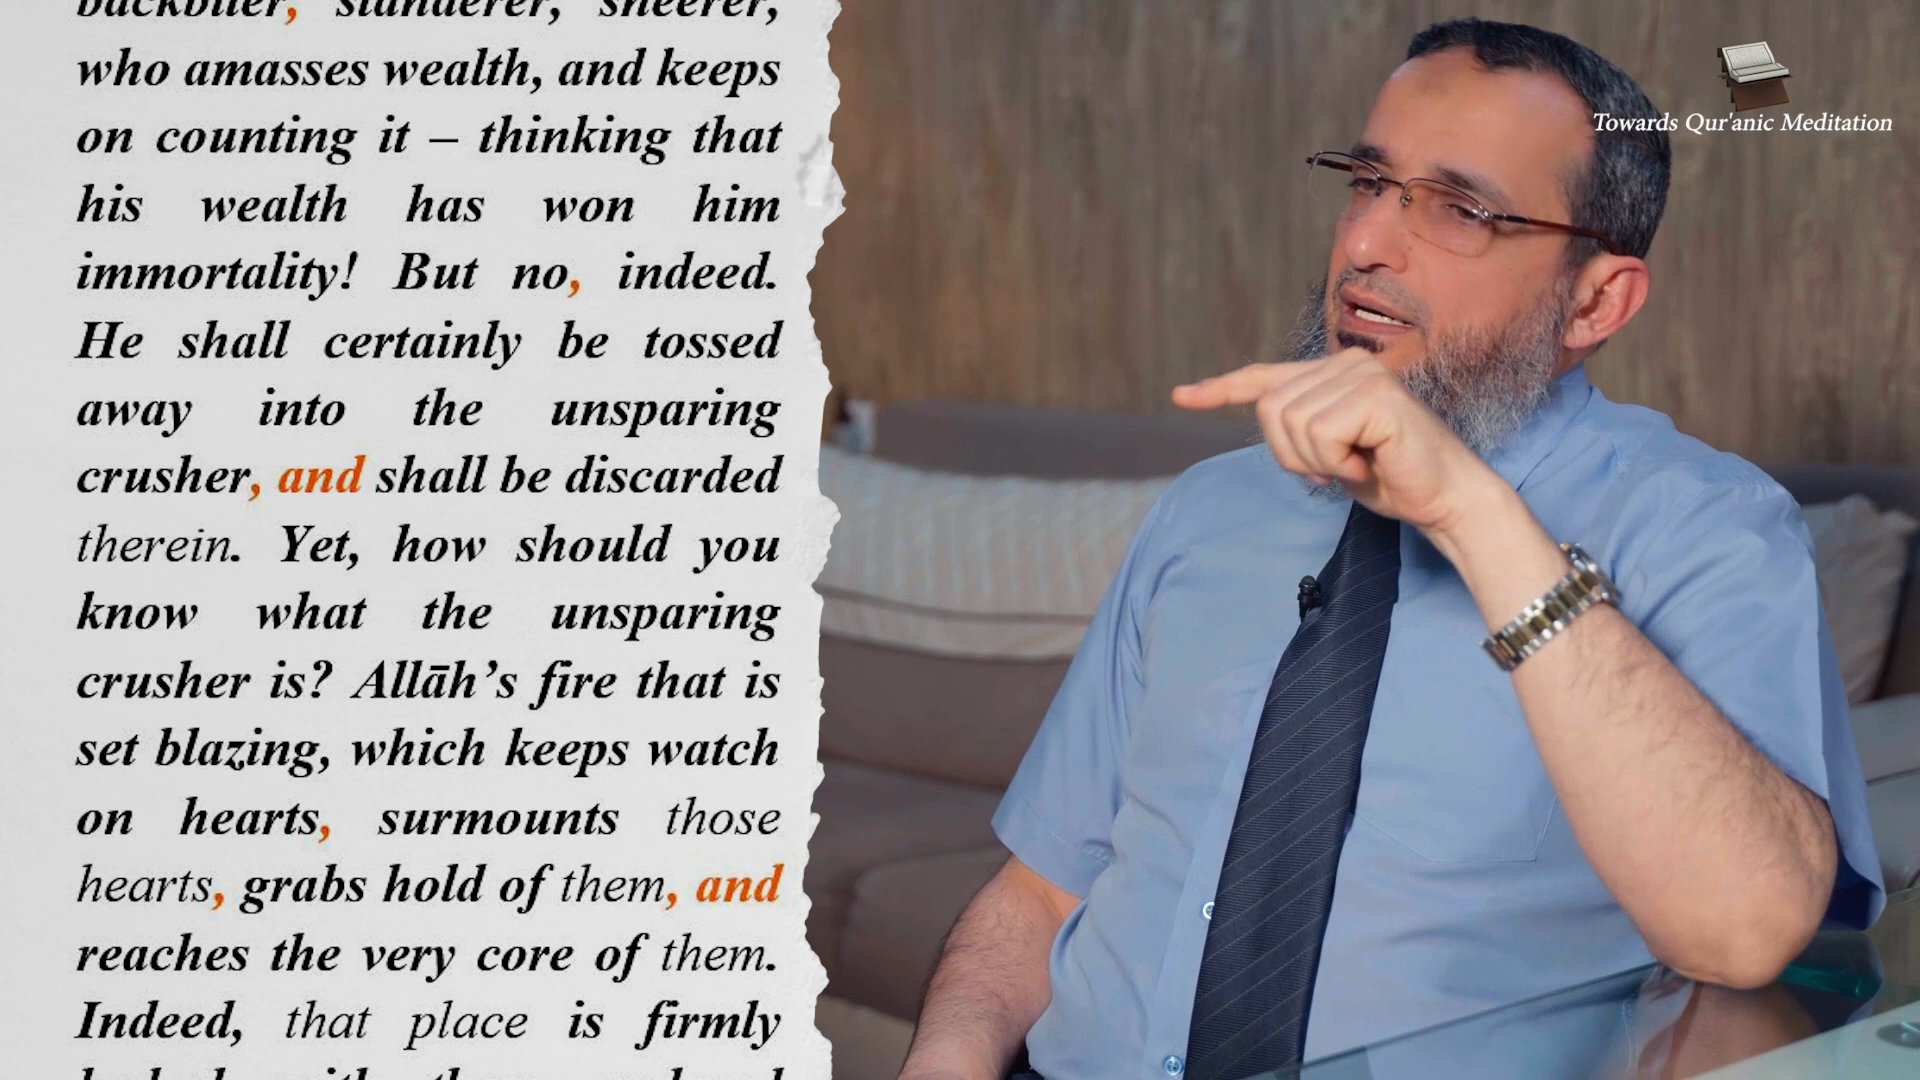 backbiter, slanderer, sneerer,
who amasses wealth, and keeps
on counting it – thinking that
his wealth has won him
immortality! But no, indeed.
He shall certainly be tossed
away into the unsparing
crusher, and shall be discarded
therein. Yet, how should you
know what the unsparing
crusher is? Allāh’s fire that is
set blazing, which keeps watch
on hearts, surmounts those
hearts, grabs hold of them, and
reaches the very core of them.
Indeed, that place is firmly
Towards Qur'anic Meditation